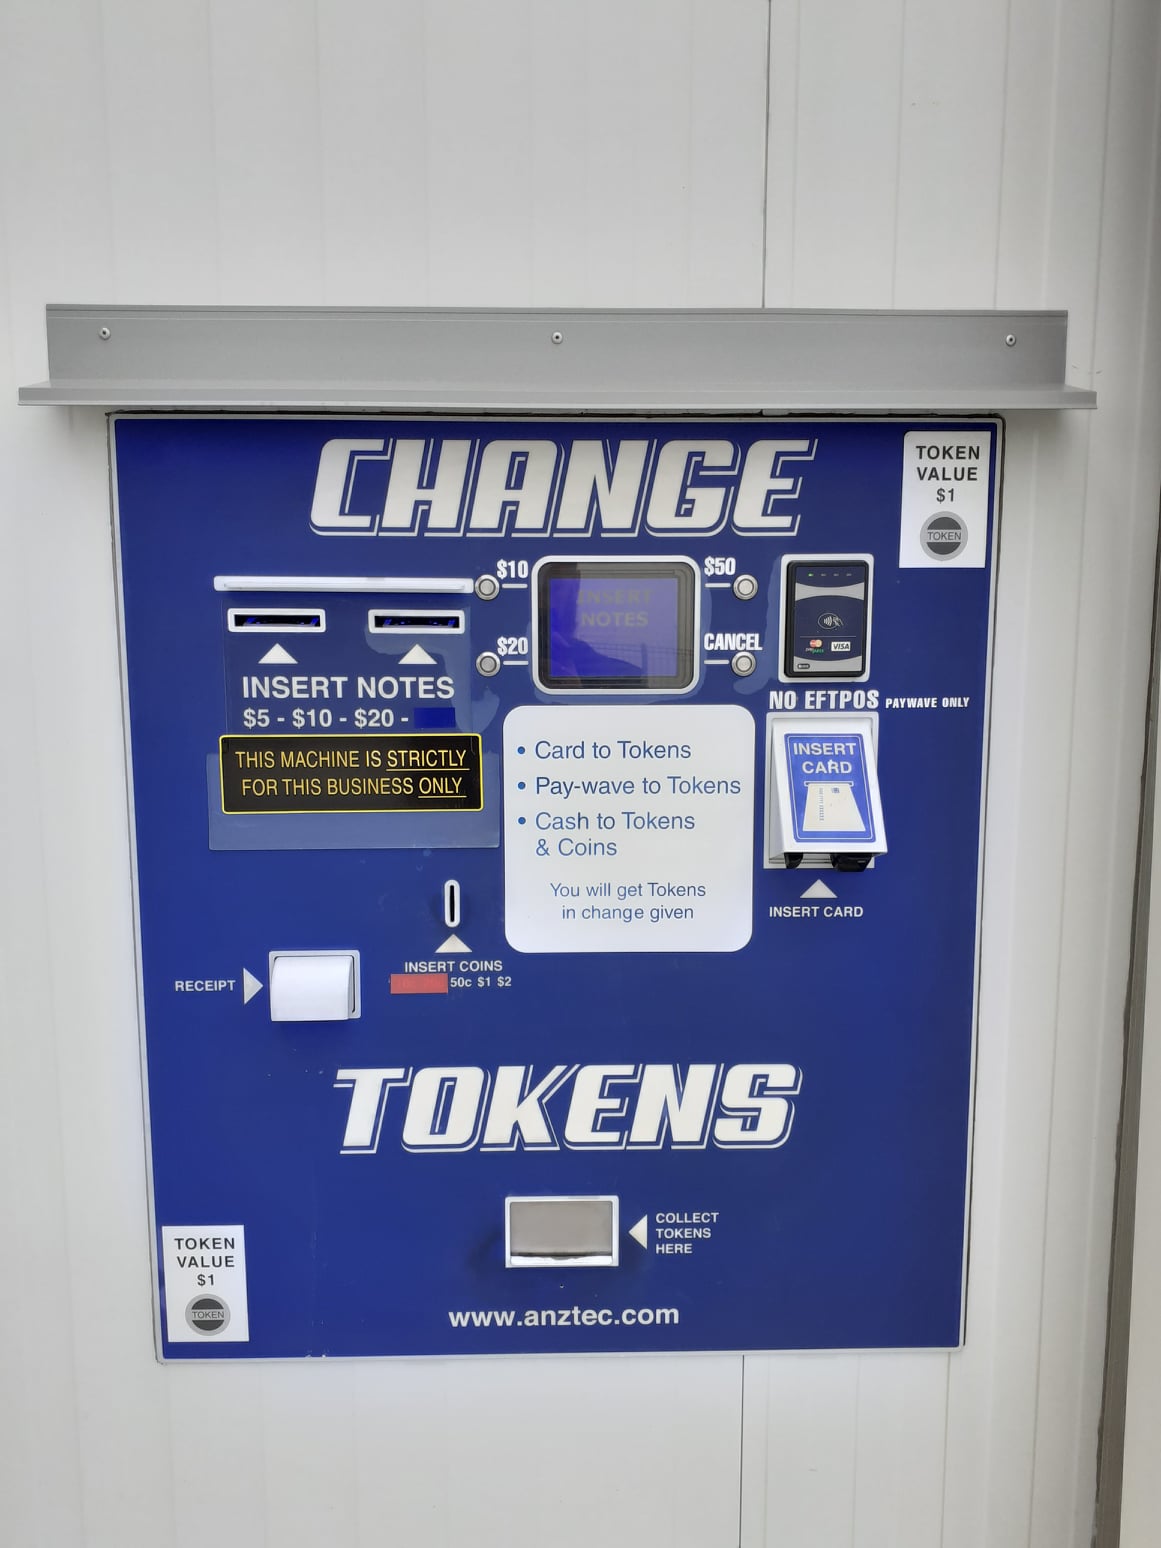 CHANGE
TOKEN
VALUE
$1
TOKEN
$10
$50
$20
CANCEL
INSERT
NOTES
VISA
INSERT NOTES
$5 - $10 - $20 -
THIS MACHINE IS STRICTLY
FOR THIS BUSINESS ONLY
NO EFTPOS PAYWAVE ONLY
INSERT
CARD
INSERT CARD
• Card to Tokens
• Pay-wave to Tokens
• Cash to Tokens
& Coins
You will get Tokens
in change given
INSERT COINS
50c $1 $2
RECEIPT
TOKENS
COLLECT
TOKENS
HERE
TOKEN
VALUE
$1
TOKEN
www.anztec.com